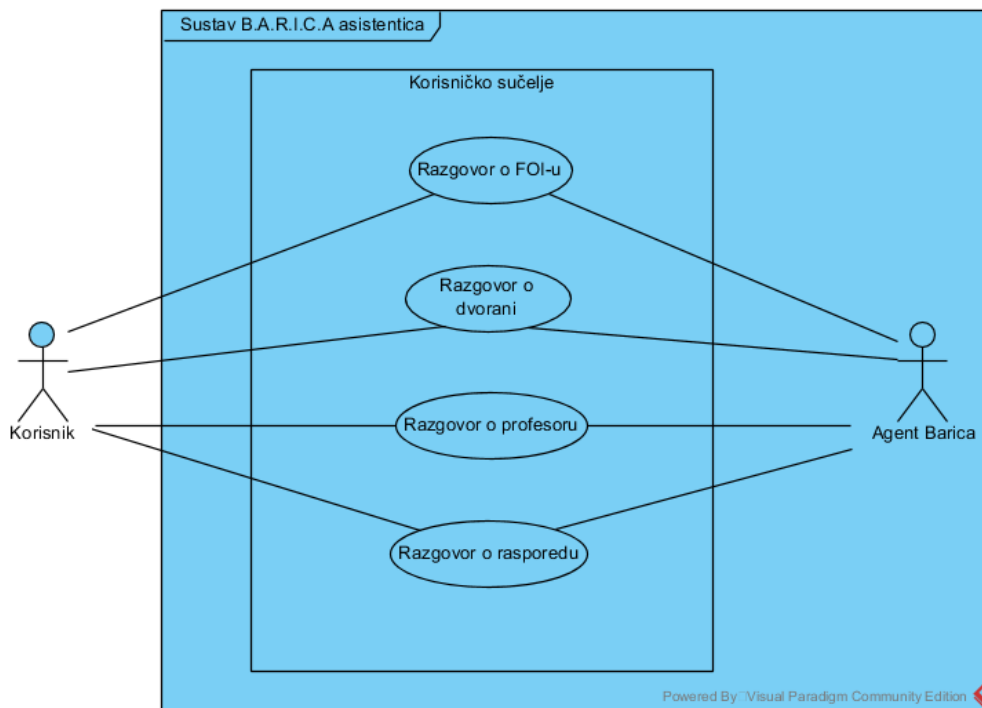 Sustav B.A.R.I.C.A asistentica
Korisničko sučelje
Razgovor o FOI-u
Razgovor o
dvorani
Korisnik
Razgovor o profesoru
Agent Barica
Razgovor o rasporedu
Powered By Visual Paradigm Community Edition